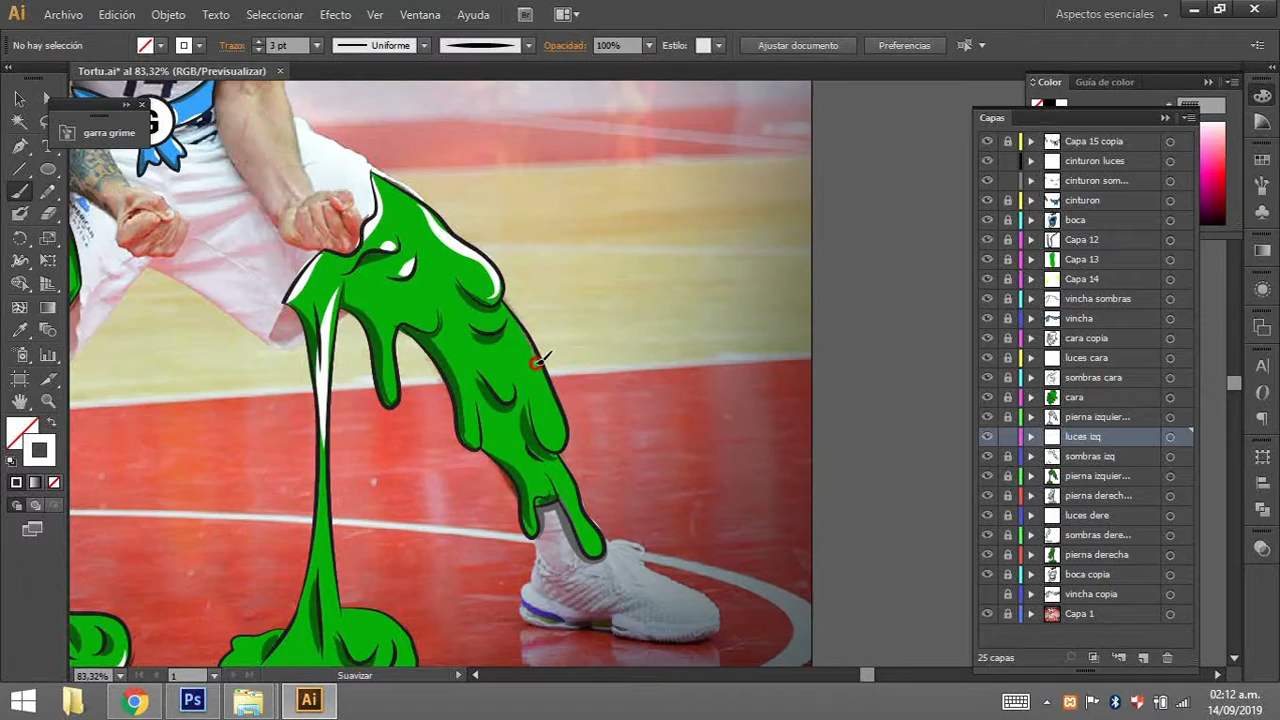 Ai Archivo Edición Objeto Texto Seleccionar Efecto Ver Ventana Ayuda Br Aspectos esenciales
No hay selección Trazo: 3 pt Uniforme Opacidad: 100% Estilo: Ajustar documento Preferencias
Tortu.ai* al 83,32% (RGB/Previsualizar)
Color Guía de color
garra grime
G
Capas
Capa 15 copia
cinturon luces
cinturon som...
cinturon
boca
Capa 12
Capa 13
Capa 14
vincha sombras
vincha
cara copia
luces cara
sombras cara
cara
pierna izquier...
luces izq
sombras izq
pierna izquier...
pierna derech...
luces dere
sombras dere...
pierna derecha
boca copia
vincha copia
Capa 1
25 capas
83,32% 1 Suavizar
Ps Ai
02:12 a.m.
14/09/2019